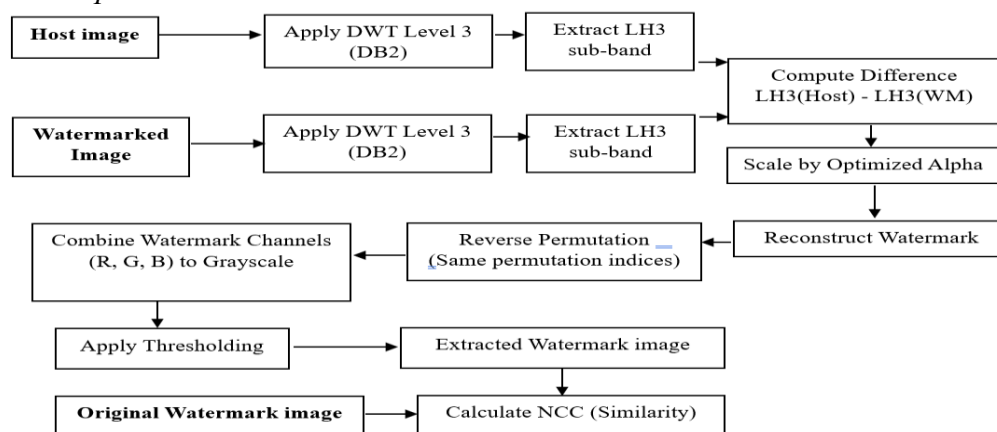 Host image
Apply DWT Level 3
(DB2)
Extract LH3
sub-band
Compute Difference
LH3(Host) - LH3(WM)
Watermarked
Image
Apply DWT Level 3
(DB2)
Extract LH3
sub-band
Scale by Optimized Alpha
Combine Watermark Channels
(R, G, B) to Grayscale
Reverse Permutation
(Same permutation indices)
Reconstruct Watermark
Apply Thresholding
Extracted Watermark image
Original Watermark image
Calculate NCC (Similarity)